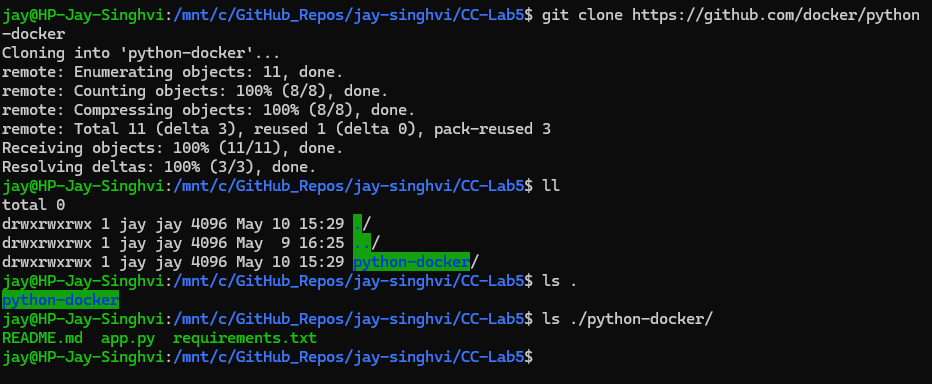 jay@HP-Jay-Singhvi:/mnt/c/GitHub_Repos/jay-singhvi/CC-Lab5$ git clone https://github.com/docker/python
-docker
Cloning into 'python-docker'...
remote: Enumerating objects: 11, done.
remote: Counting objects: 100% (8/8), done.
remote: Compressing objects: 100% (8/8), done.
remote: Total 11 (delta 3), reused 1 (delta 0), pack-reused 3
Receiving objects: 100% (11/11), done.
Resolving deltas: 100% (3/3), done.
jay@HP-Jay-Singhvi:/mnt/c/GitHub_Repos/jay-singhvi/CC-Lab5$ ll
total 0
drwxrwxrwx 1 jay jay 4096 May 10 15:29 ./
drwxrwxrwx 1 jay jay 4096 May  9 16:25 ../
drwxrwxrwx 1 jay jay 4096 May 10 15:29 python-docker/
jay@HP-Jay-Singhvi:/mnt/c/GitHub_Repos/jay-singhvi/CC-Lab5$ ls .
python-docker
jay@HP-Jay-Singhvi:/mnt/c/GitHub_Repos/jay-singhvi/CC-Lab5$ ls ./python-docker/
README.md  app.py  requirements.txt
jay@HP-Jay-Singhvi:/mnt/c/GitHub_Repos/jay-singhvi/CC-Lab5$